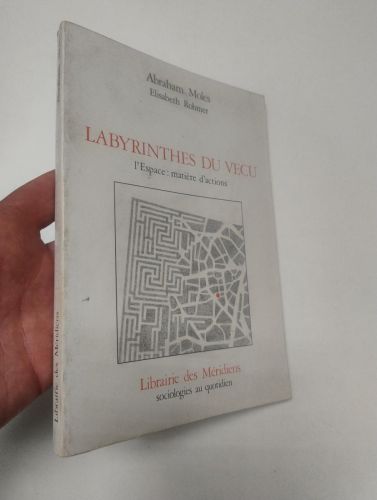 Abraham Moles
Elisabeth Rohmer
LABYRINTHES DU VECU
l'Espace : matière d'actions
Librairie des Méridiens
sociologies au quotidien
Librairie des Méridiens